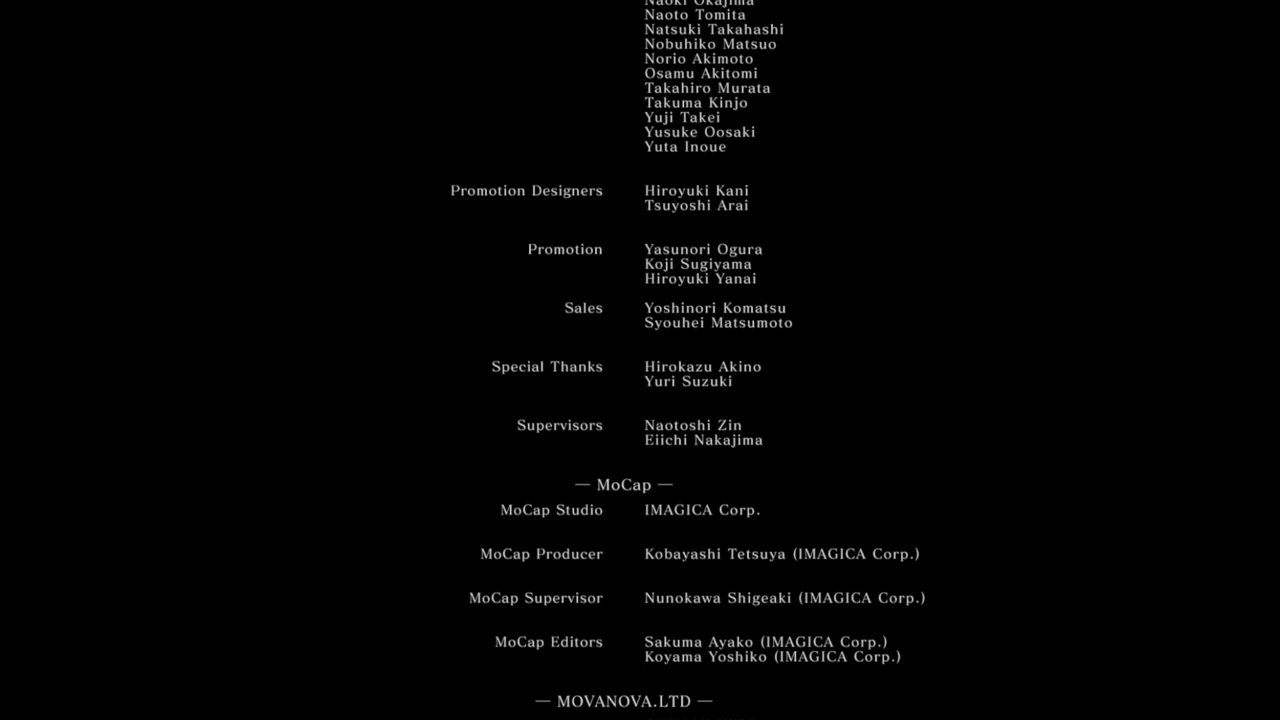 Naoki Okajima
Naoto Tomita
Natsuki Takahashi
Nobuhiko Matsuo
Norio Akimoto
Osamu Akitomi
Takahiro Murata
Takuma Kinjo
Yuji Takei
Yusuke Oosaki
Yuta Inoue
Promotion Designers Hiroyuki Kani
Tsuyoshi Arai
Promotion Yasunori Ogura
Koji Sugiyama
Hiroyuki Yanai
Sales Yoshinori Komatsu
Syouhei Matsumoto
Special Thanks Hirokazu Akino
Yuri Suzuki
Supervisors Naotoshi Zin
Eiichi Nakajima
— MoCap —
MoCap Studio IMAGICA Corp.
MoCap Producer Kobayashi Tetsuya (IMAGICA Corp.)
MoCap Supervisor Nunokawa Shigeaki (IMAGICA Corp.)
MoCap Editors Sakuma Ayako (IMAGICA Corp.)
Koyama Yoshiko (IMAGICA Corp.)
— MOVANOVA.LTD —